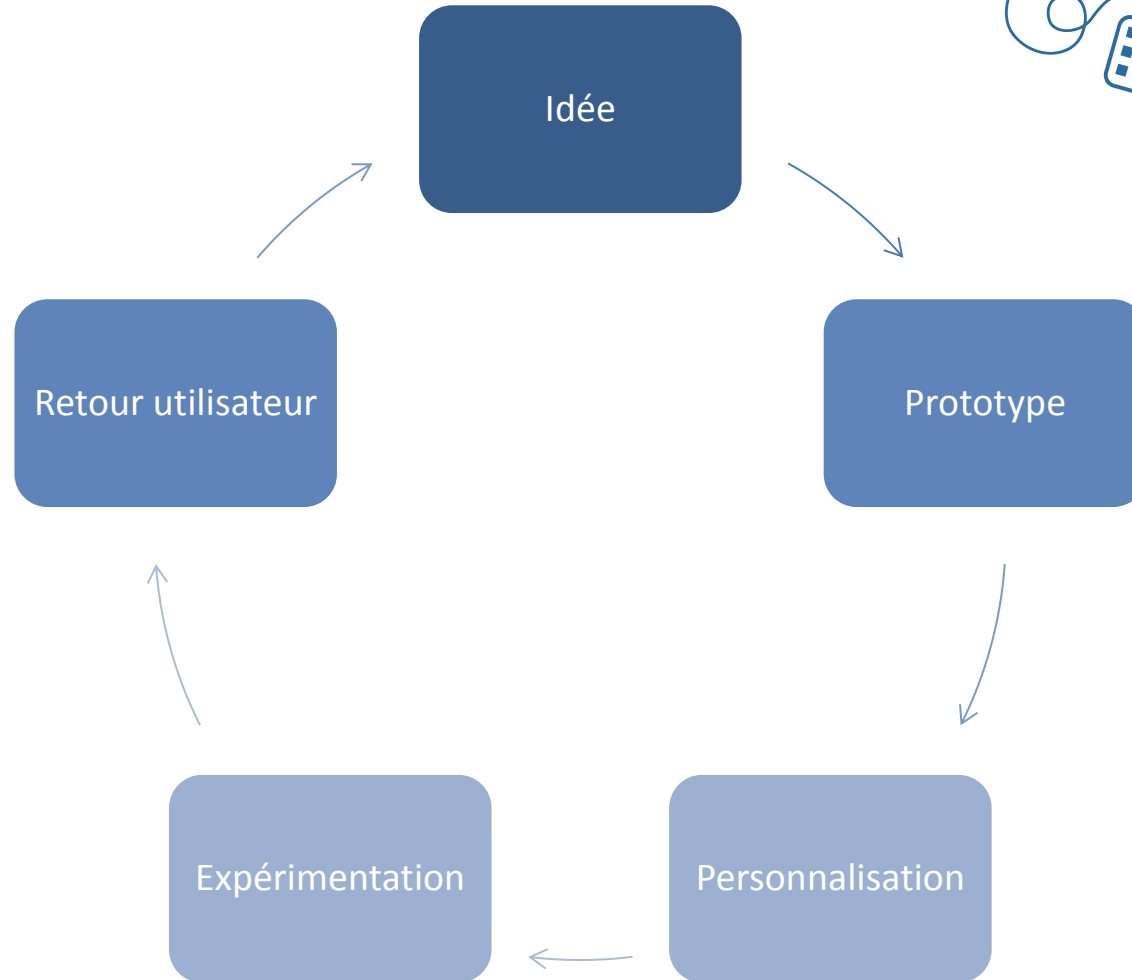 Idée
Retour utilisateur
Prototype
Expérimentation
Personnalisation